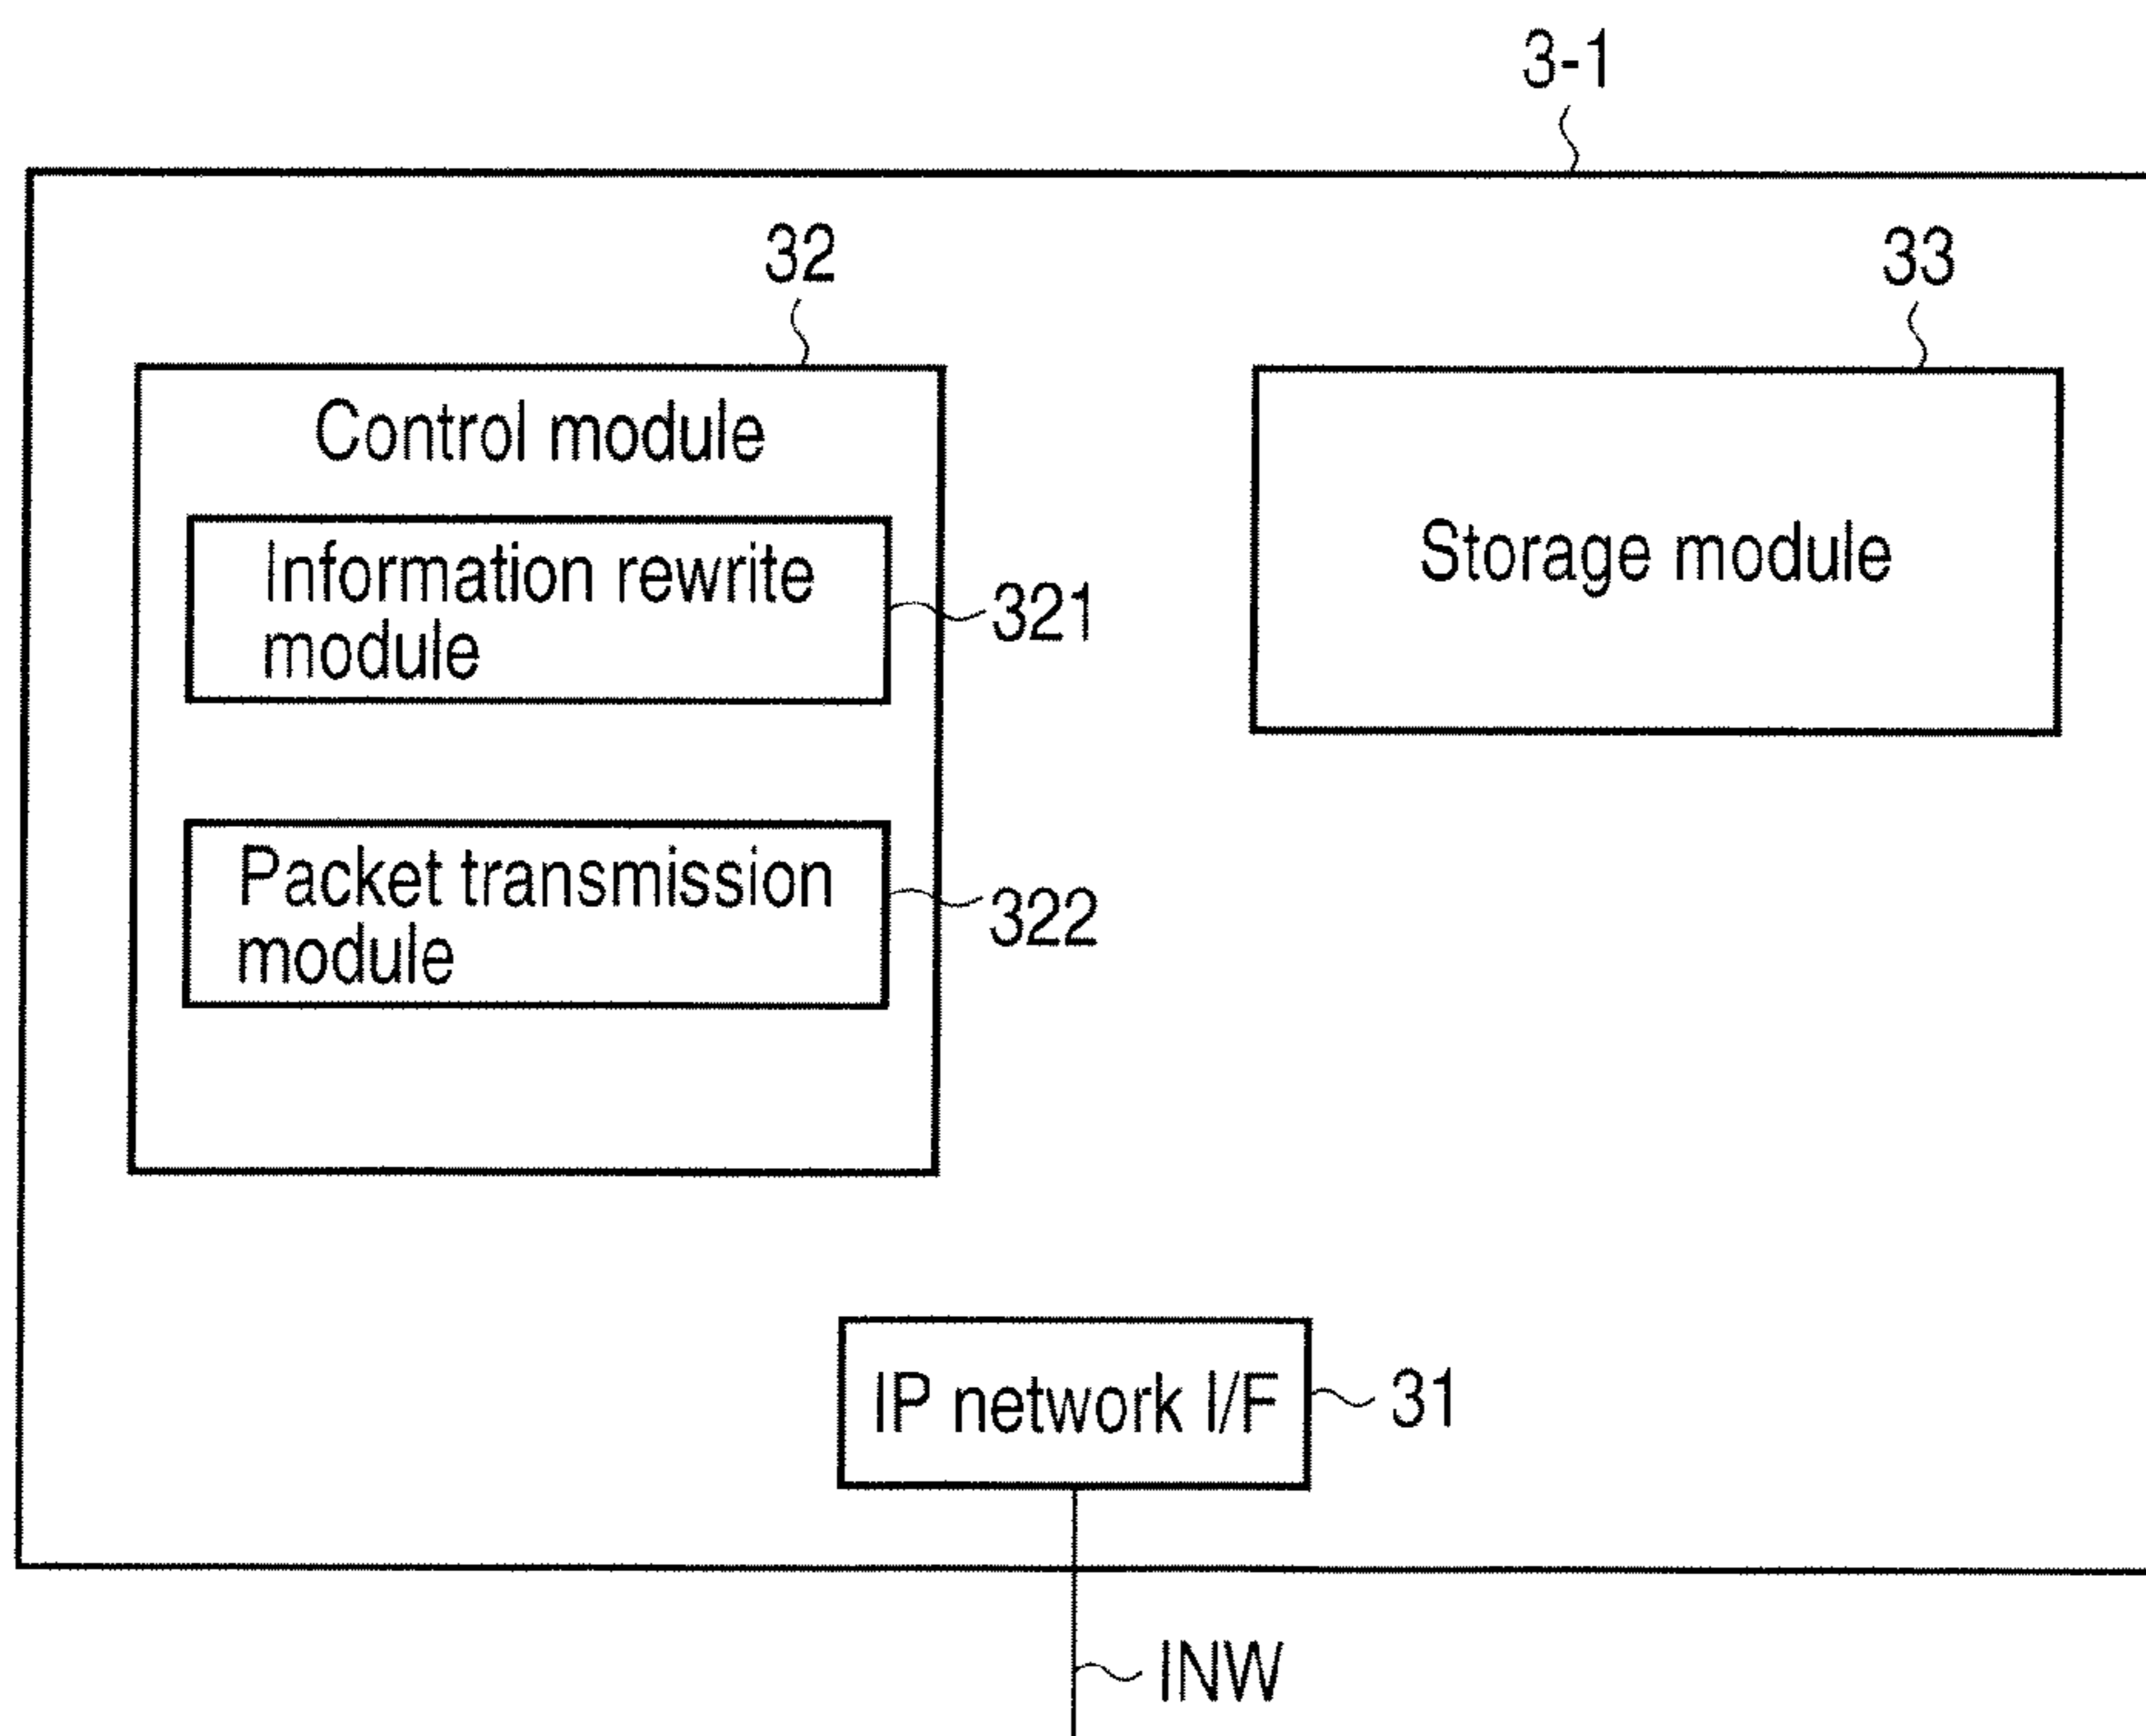 3-1
32
33
Control module
Storage module
Information rewrite
module
321
Packet transmission
module
322
IP network I/F
31
INW